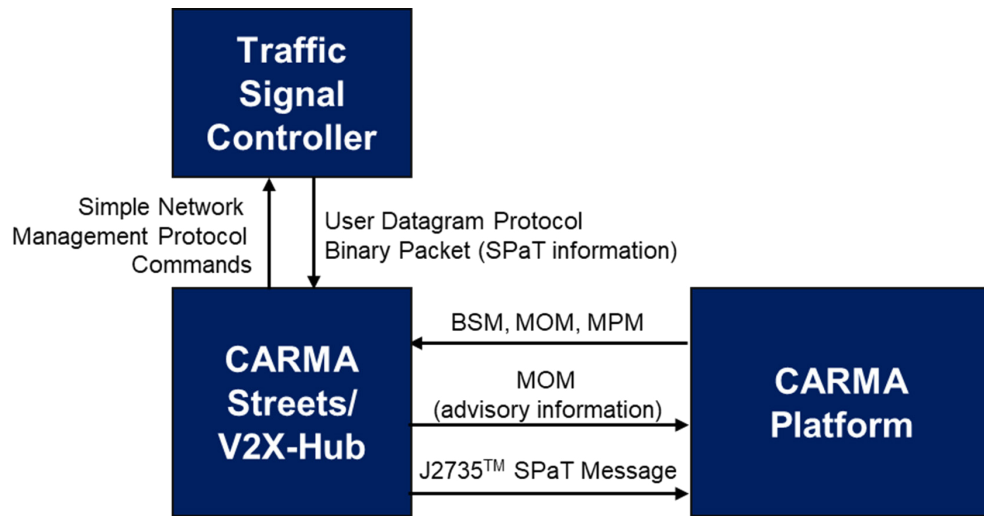 Traffic
Signal
Controller
Simple Network
Management Protocol
Commands
User Datagram Protocol
Binary Packet (SPaT information)
CARMA
Streets/
V2X-Hub
BSM, MOM, MPM
MOM
(advisory information)
J2735™ SPaT Message
CARMA
Platform